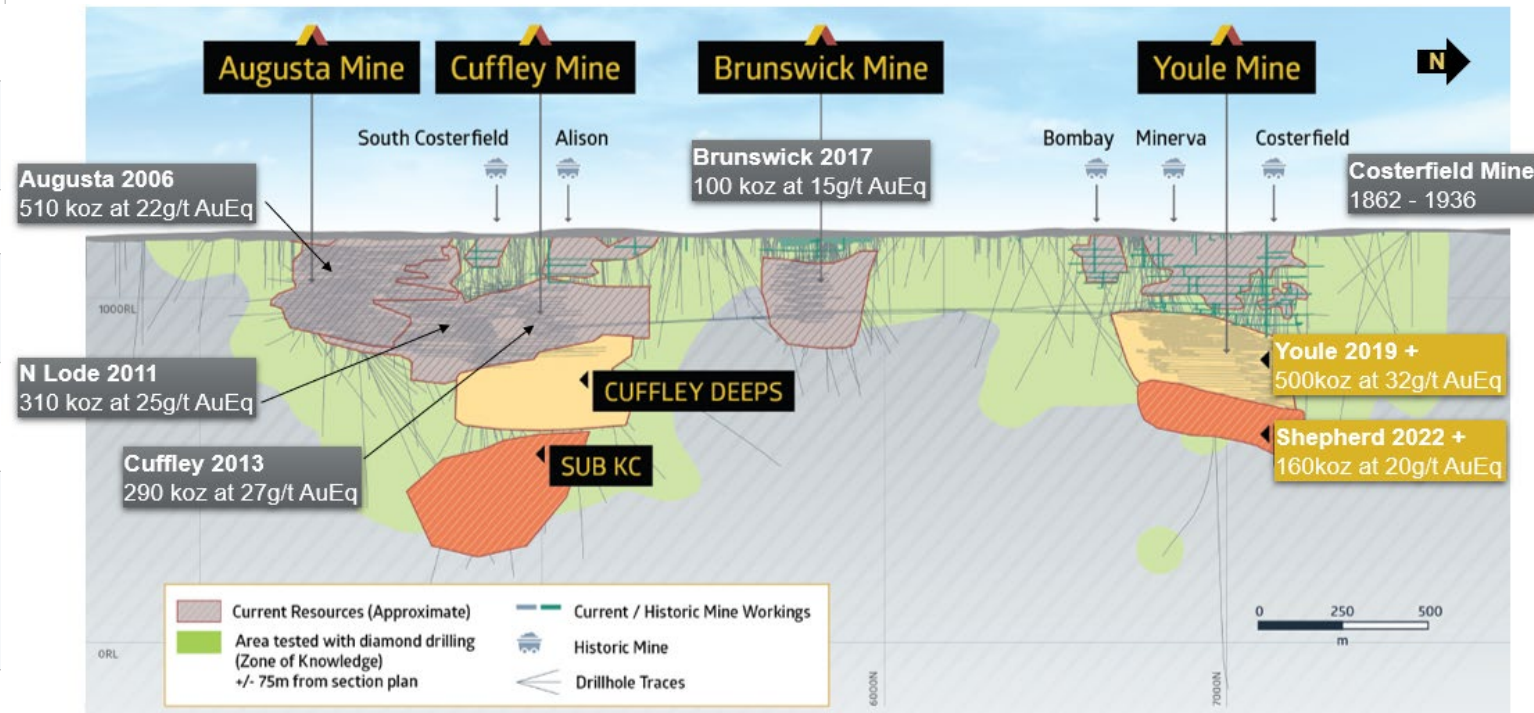 Augusta Mine
Cuffley Mine
Brunswick Mine
Youle Mine
N
South Costerfield
Alison
Bombay
Minerva
Costerfield
Brunswick 2017
100 koz at 15g/t AuEq
Costerfield Mine
1862 - 1936
Augusta 2006
510 koz at 22g/t AuEq
1000RL
Youle 2019 +
500koz at 32g/t AuEq
N Lode 2011
310 koz at 25g/t AuEq
CUFFLEY DEEPS
Shepherd 2022 +
160koz at 20g/t AuEq
Cuffley 2013
290 koz at 27g/t AuEq
SUB KC
Current Resources (Approximate)
Area tested with diamond drilling
(Zone of Knowledge)
+/- 75m from section plan
Current / Historic Mine Workings
Historic Mine
Drillhole Traces
0 250 500
m
0RL
6000N
7000N